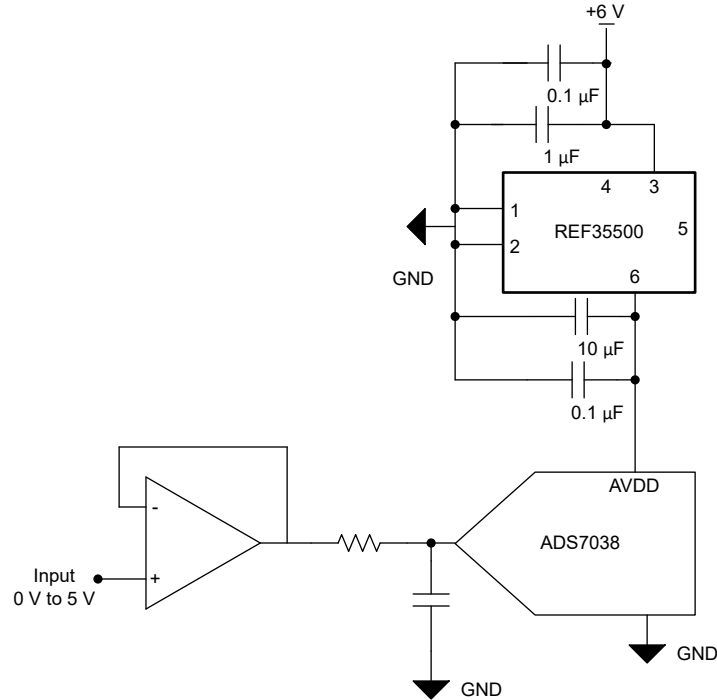 +6 V
0.1 µF
1 µF
4
3
1
REF35500
5
2
GND
6
10 µF
0.1 µF
AVDD
-
ADS7038
Input
0 V to 5 V
+
GND
GND